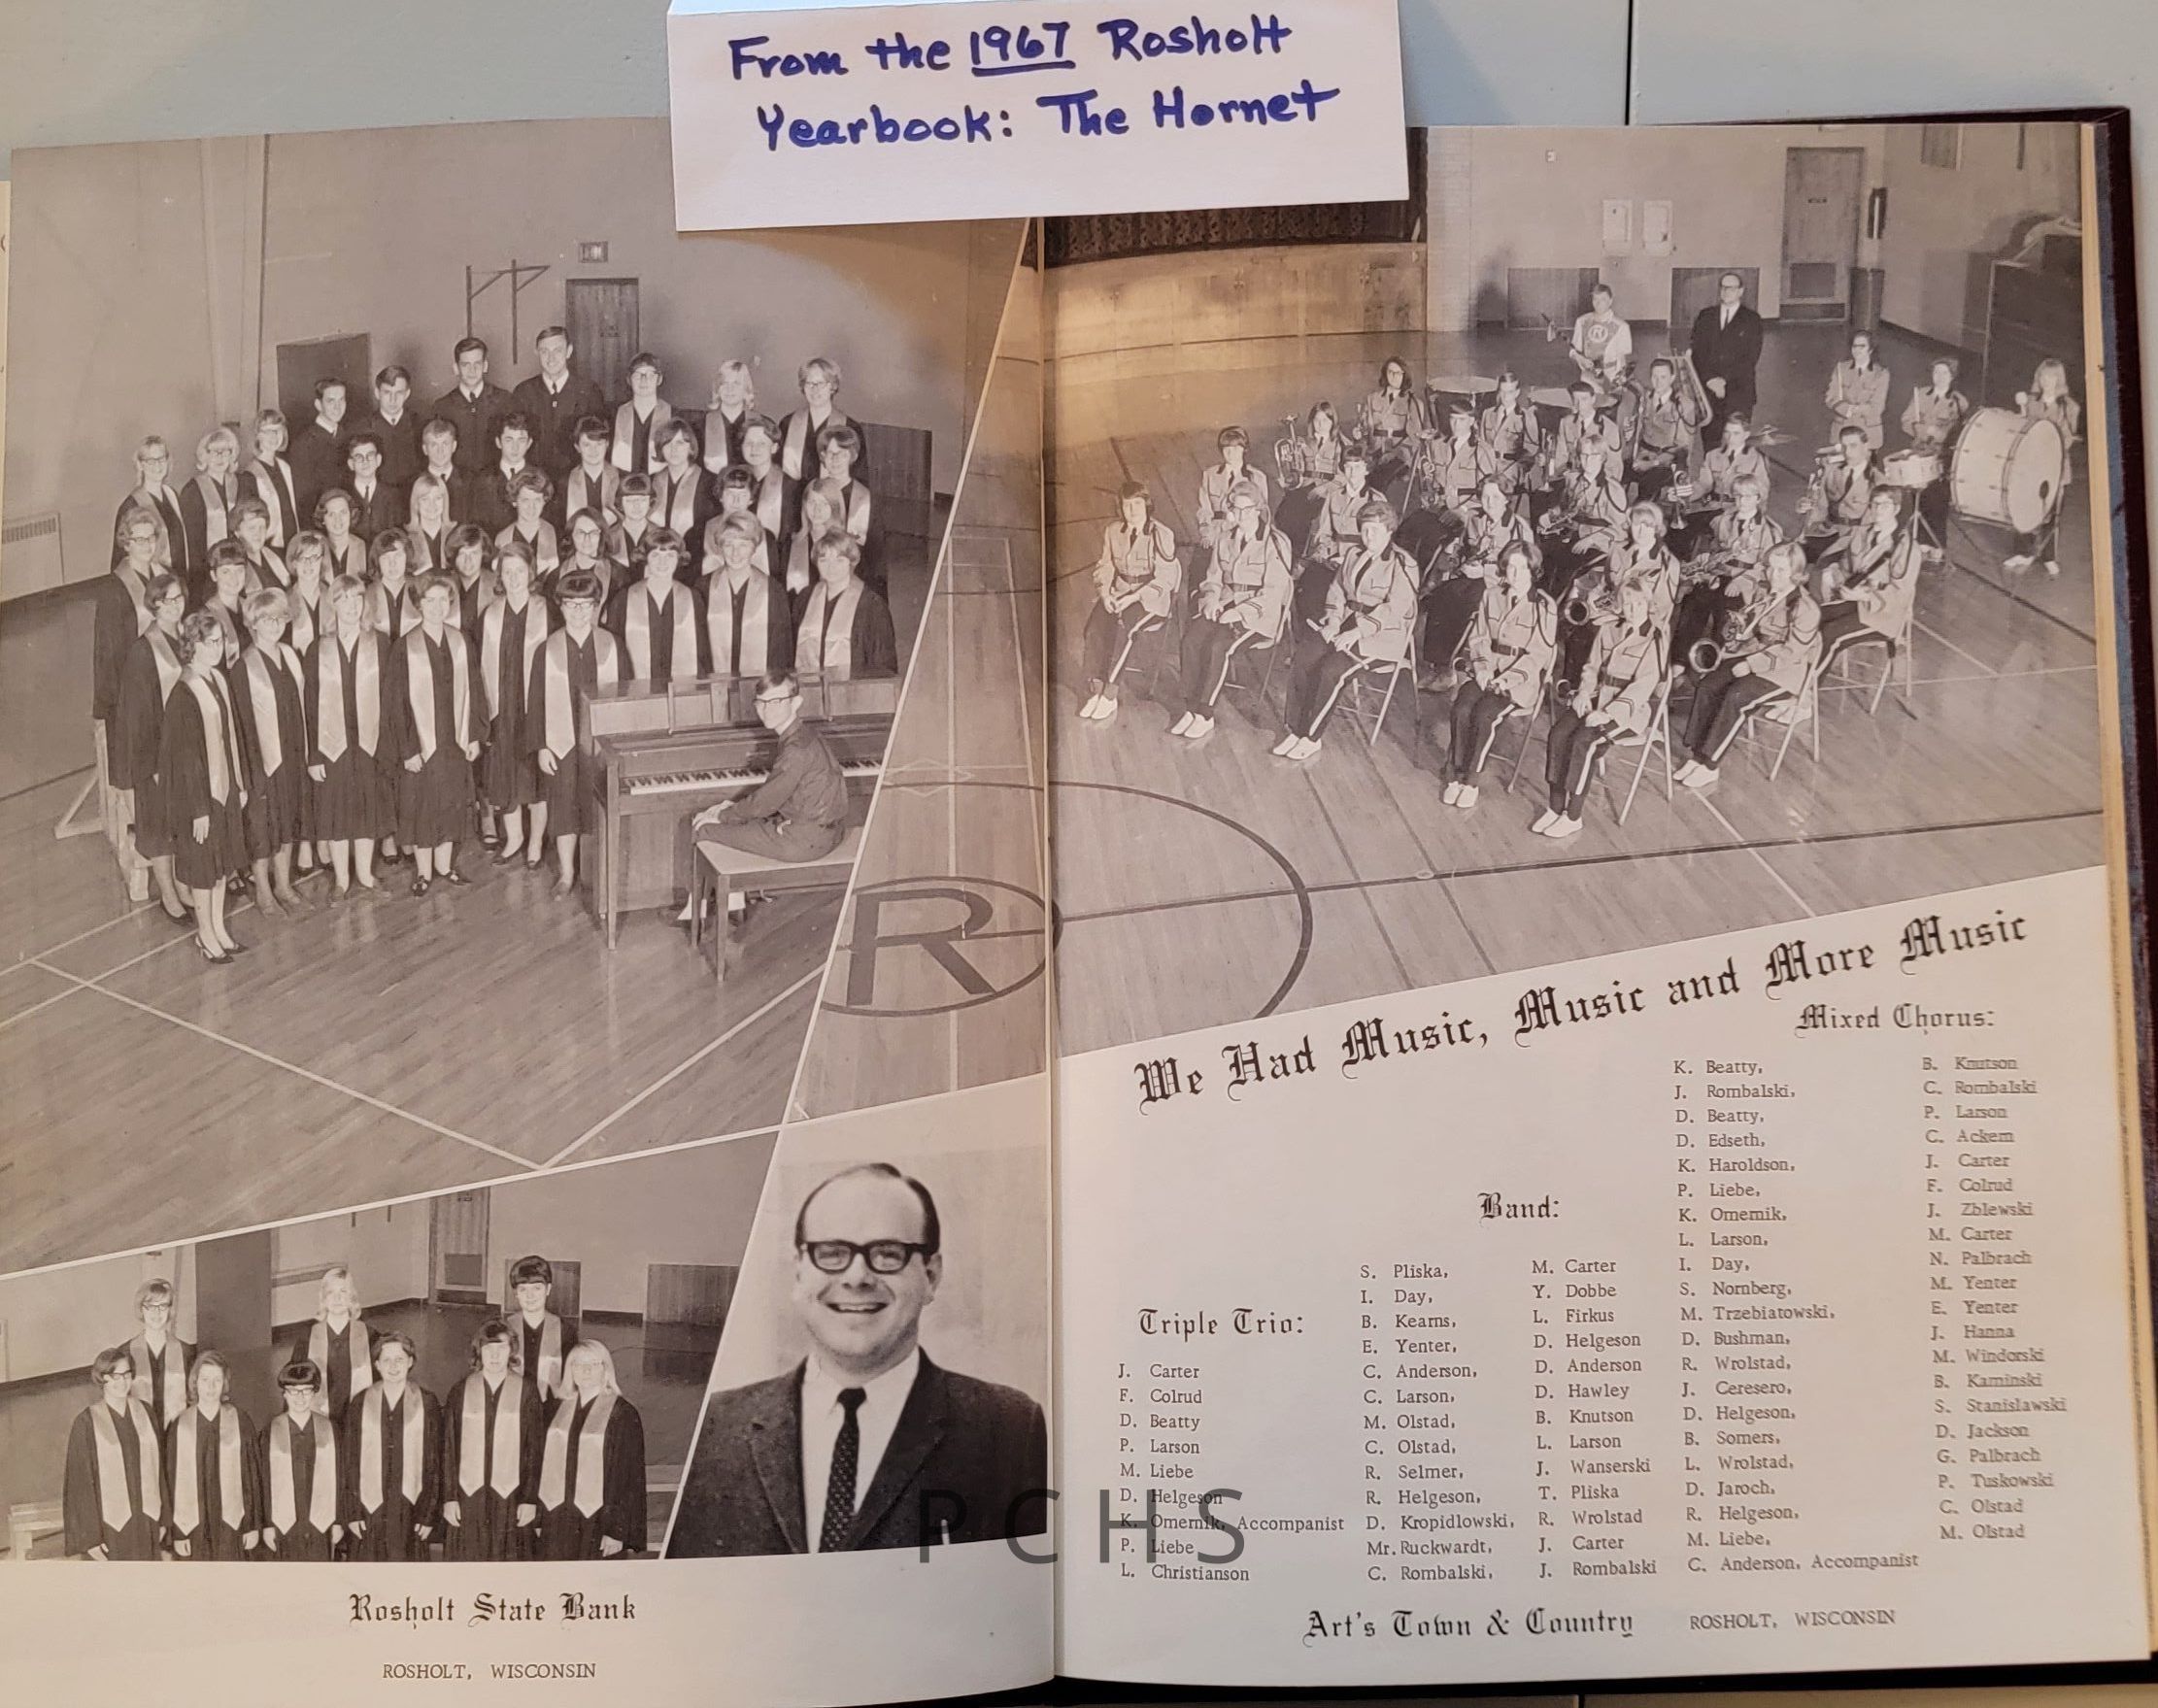 From the 1967 Rosholt
Yearbook: The Hornet
R
R
We Had Music, Music and More Music
Triple Trio:
J. Carter
F. Colrud
D. Beatty
P. Larson
M. Liebe
D. Helgeson
K. Omernik, Accompanist
P. Liebe
L. Christianson
Band:
S. Pliska,
I. Day,
B. Kearns,
E. Yenter,
C. Anderson,
C. Larson,
M. Olstad,
C. Olstad,
R. Selmer,
R. Helgeson,
D. Kropidlowski,
Mr. Ruckwardt,
C. Rombalski,
M. Carter
Y. Dobbe
L. Firkus
D. Helgeson
D. Anderson
D. Hawley
B. Knutson
L. Larson
J. Wanserski
T. Pliska
R. Wrolstad
J. Carter
J. Rombalski
Mixed Chorus:
K. Beatty,
J. Rombalski,
D. Beatty,
D. Edseth,
K. Haroldson,
P. Liebe,
K. Omernik,
L. Larson,
I. Day,
S. Nornberg,
M. Trzebiatowski,
D. Bushman,
R. Wrolstad,
J. Ceresero,
D. Helgeson,
B. Somers,
L. Wrolstad,
D. Jaroch,
R. Helgeson,
M. Liebe,
C. Anderson, Accompanist
B. Knutson
C. Rombalski
P. Larson
C. Ackem
J. Carter
F. Colrud
J. Zblewski
M. Carter
N. Palbrach
M. Yenter
E. Yenter
J. Hanna
M. Windorski
B. Kaminski
S. Stanislawski
D. Jackson
G. Palbrach
P. Tuskowski
C. Olstad
M. Olstad
PCHS
Rosholt State Bank
ROSHOLT, WISCONSIN
Art's Town & Country ROSHOLT, WISCONSIN